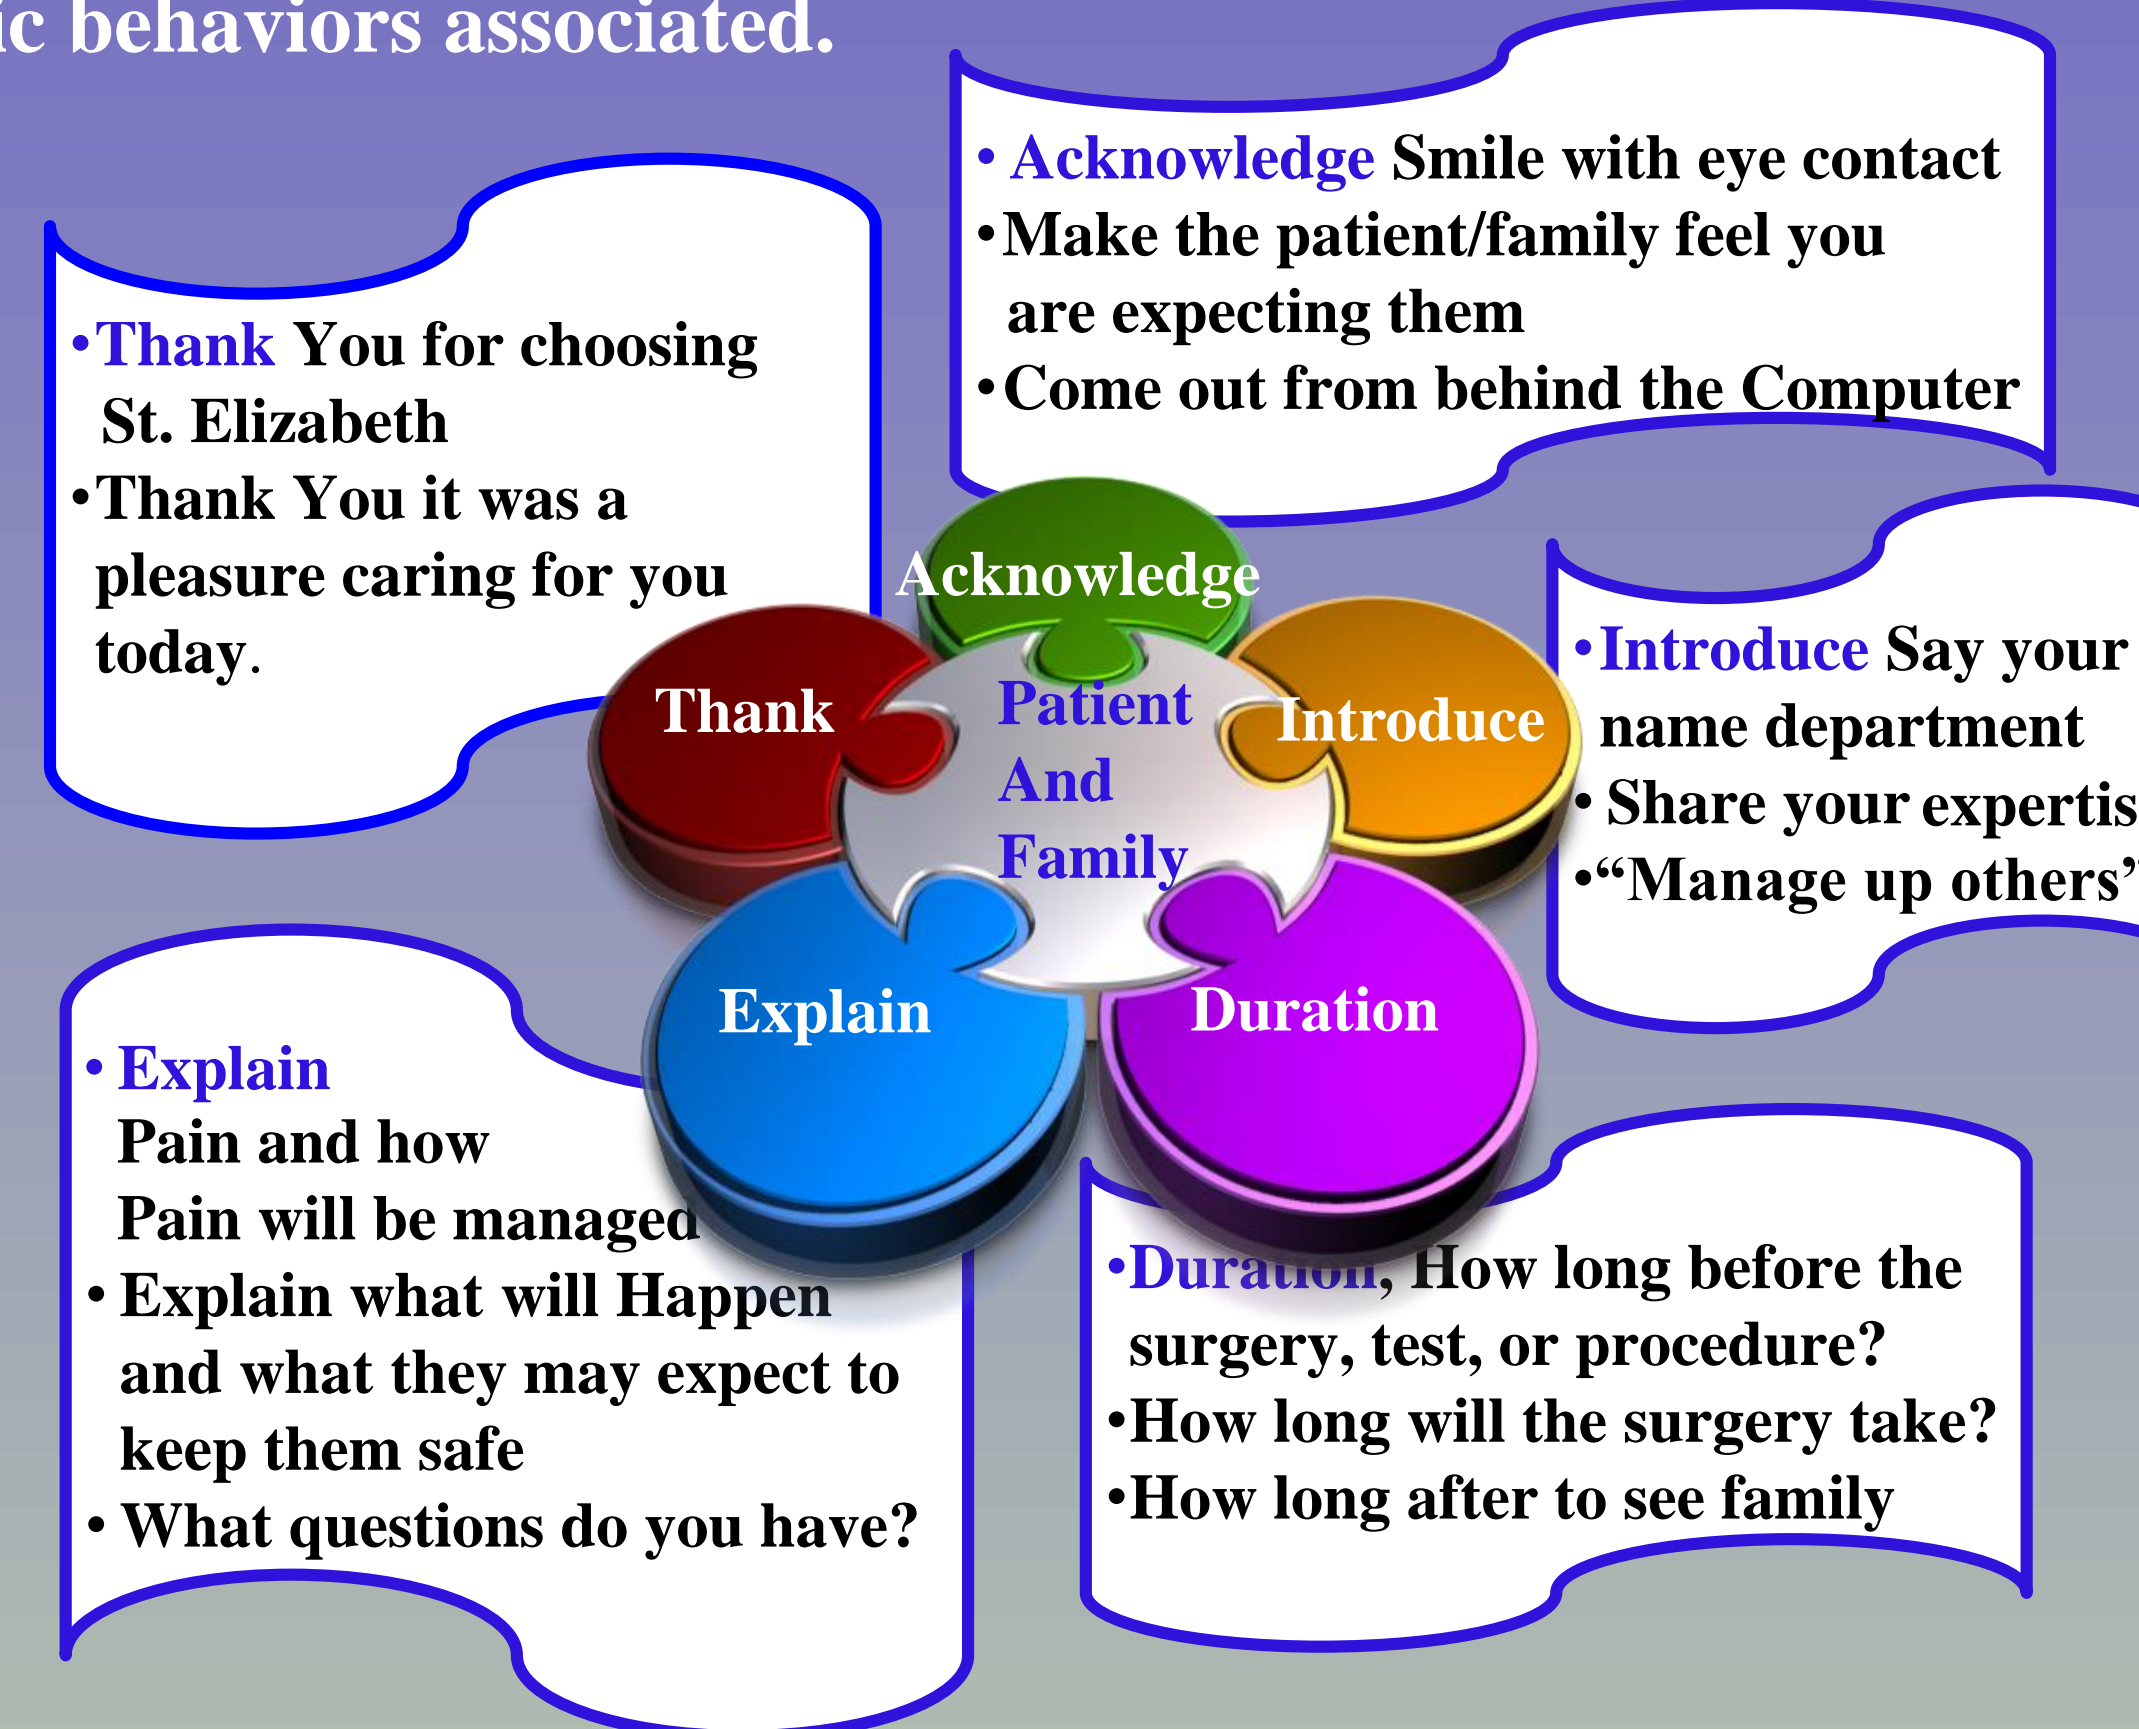 ic behaviors associated.
• Acknowledge Smile with eye contact
•Make the patient/family feel you
are expecting them
•Come out from behind the Computer
•Thank You for choosing
St. Elizabeth
•Thank You it was a
pleasure caring for you
today.
Acknowledge
Thank
Patient
And
Family
Introduce
Explain
Duration
•Introduce Say your
name department
• Share your expertis
•“Manage up others”
• Explain
Pain and how
Pain will be managed
• Explain what will Happen
and what they may expect to
keep them safe
• What questions do you have?
•Duration, How long before the
surgery, test, or procedure?
•How long will the surgery take?
•How long after to see family